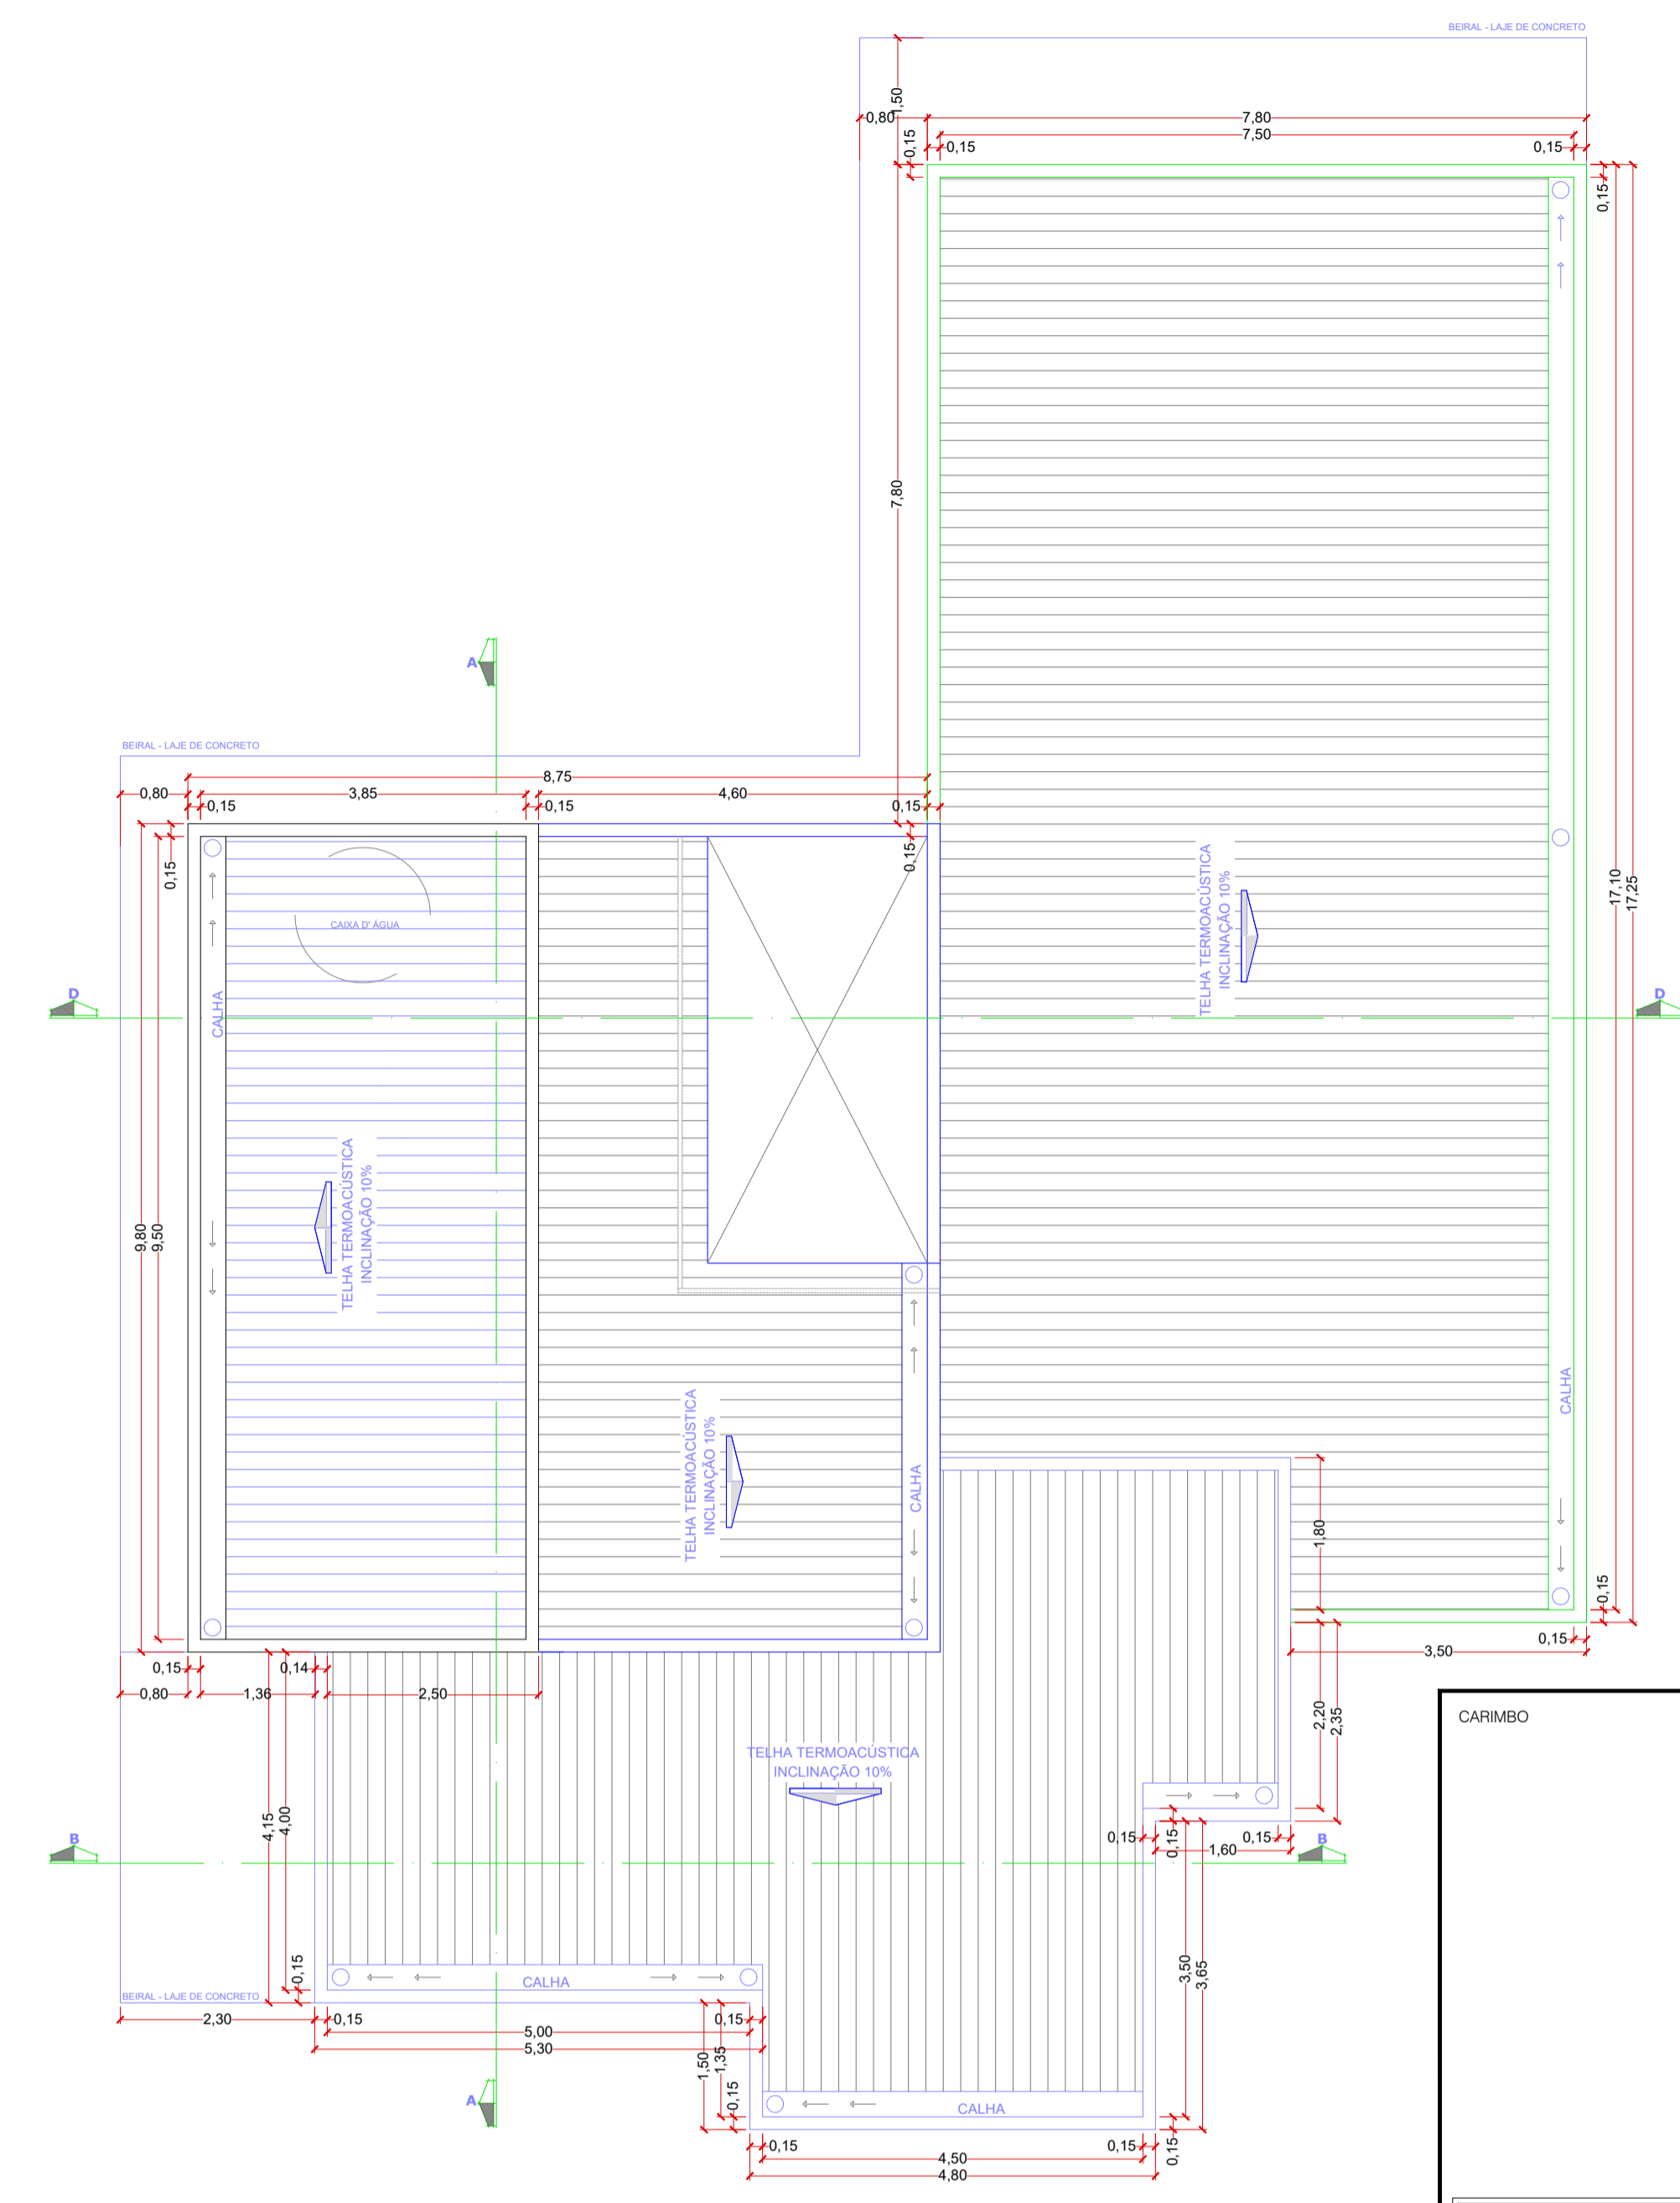 BEIRAL - LAJE DE CONCRETO
1,50
0,80
7,80
7,50
0,15
0,15
0,15
0,15
7,80
A
BEIRAL - LAJE DE CONCRETO
8,75
0,80
3,85
4,60
0,15
0,15
0,15
0,15
0,15
CAIXA D' ÁGUA
TELHA TERMOACÚSTICA
INCLINAÇÃO 10%
17,10
17,25
D
D
CALHA
TELHA TERMOACÚSTICA
INCLINAÇÃO 10%
9,80
9,50
TELHA TERMOACÚSTICA
INCLINAÇÃO 10%
CALHA
CALHA
1,80
0,15
0,15
3,50
0,15
0,14
0,80
1,36
2,50
2,20
2,35
CARIMBO
TELHA TERMOACÚSTICA
INCLINAÇÃO 10%
4,15
4,00
B
B
0,15
0,15
0,15
1,60
0,15
CALHA
3,50
3,65
BEIRAL - LAJE DE CONCRETO
2,30
0,15
0,15
5,00
5,30
1,50
1,35
0,15
A
CALHA
0,15
0,15
0,15
4,50
4,80